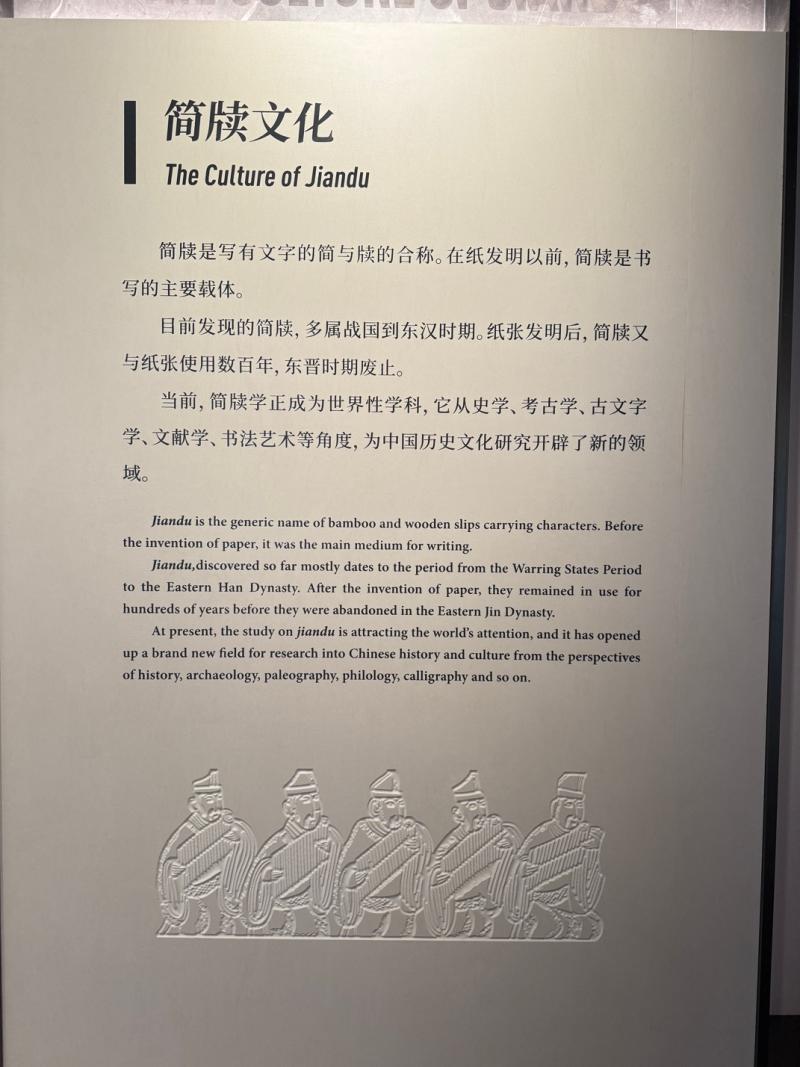 简牍文化
The Culture of Jiandu
简牍是写有文字的简与牍的合称。在纸发明以前，简牍是书
写的主要载体。
目前发现的简牍，多属战国到东汉时期。纸张发明后，简牍又
与纸张使用数百年，东晋时期废止。
当前，简牍学正成为世界性学科，它从史学、考古学、古文字
学、文献学、书法艺术等角度，为中国历史文化研究开辟了新的领
域。
Jiandu is the generic name of bamboo and wooden slips carrying characters. Before
the invention of paper, it was the main medium for writing.
Jiandu,discovered so far mostly dates to the period from the Warring States Period
to the Eastern Han Dynasty. After the invention of paper, they remained in use for
hundreds of years before they were abandoned in the Eastern Jin Dynasty.
At present, the study on jiandu is attracting the world's attention, and it has opened
up a brand new field for research into Chinese history and culture from the perspectives
of history, archaeology, paleography, philology, calligraphy and so on.